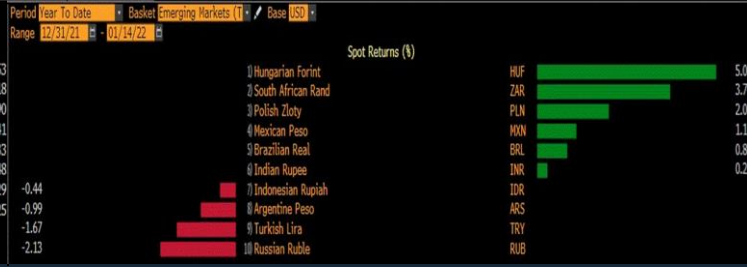 Period Year To Date Basket Emerging Markets (T Base USD
Range 12/31/21 - 01/14/22
Spot Returns (%)
1) Hungarian Forint HUF 5.0
2) South African Rand ZAR 3.7
3) Polish Zloty PLN 2.0
4) Mexican Peso MXN 1.1
5) Brazilian Real BRL 0.8
6) Indian Rupee INR 0.2
-0.44 7) Indonesian Rupiah IDR
-0.99 8) Argentine Peso ARS
-1.67 9) Turkish Lira TRY
-2.13 10) Russian Ruble RUB